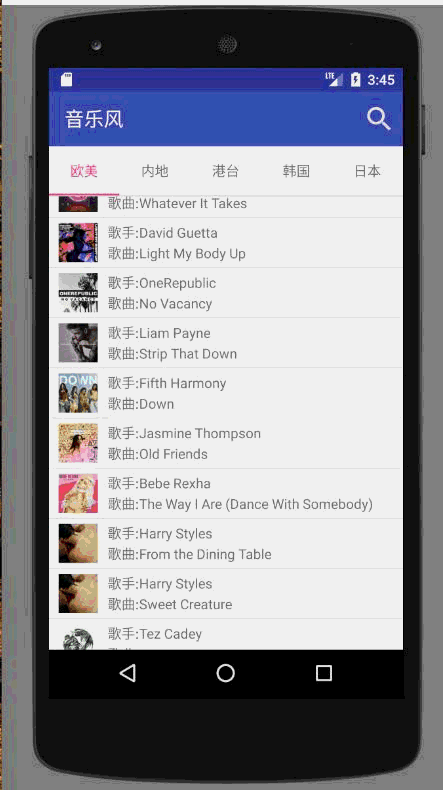 LTE 3:45
音乐风
欧美 内地 港台 韩国 日本
歌曲:Whatever It Takes
歌手:David Guetta
歌曲:Light My Body Up
歌手:OneRepublic
歌曲:No Vacancy
ONEREPUBLIC
NO VACANCY
歌手:Liam Payne
歌曲:Strip That Down
歌手:Fifth Harmony
歌曲:Down
DOWN
歌手:Jasmine Thompson
歌曲:Old Friends
歌手:Bebe Rexha
歌曲:The Way I Are (Dance With Somebody)
歌手:Harry Styles
歌曲:From the Dining Table
歌手:Harry Styles
歌曲:Sweet Creature
歌手:Tez Cadey